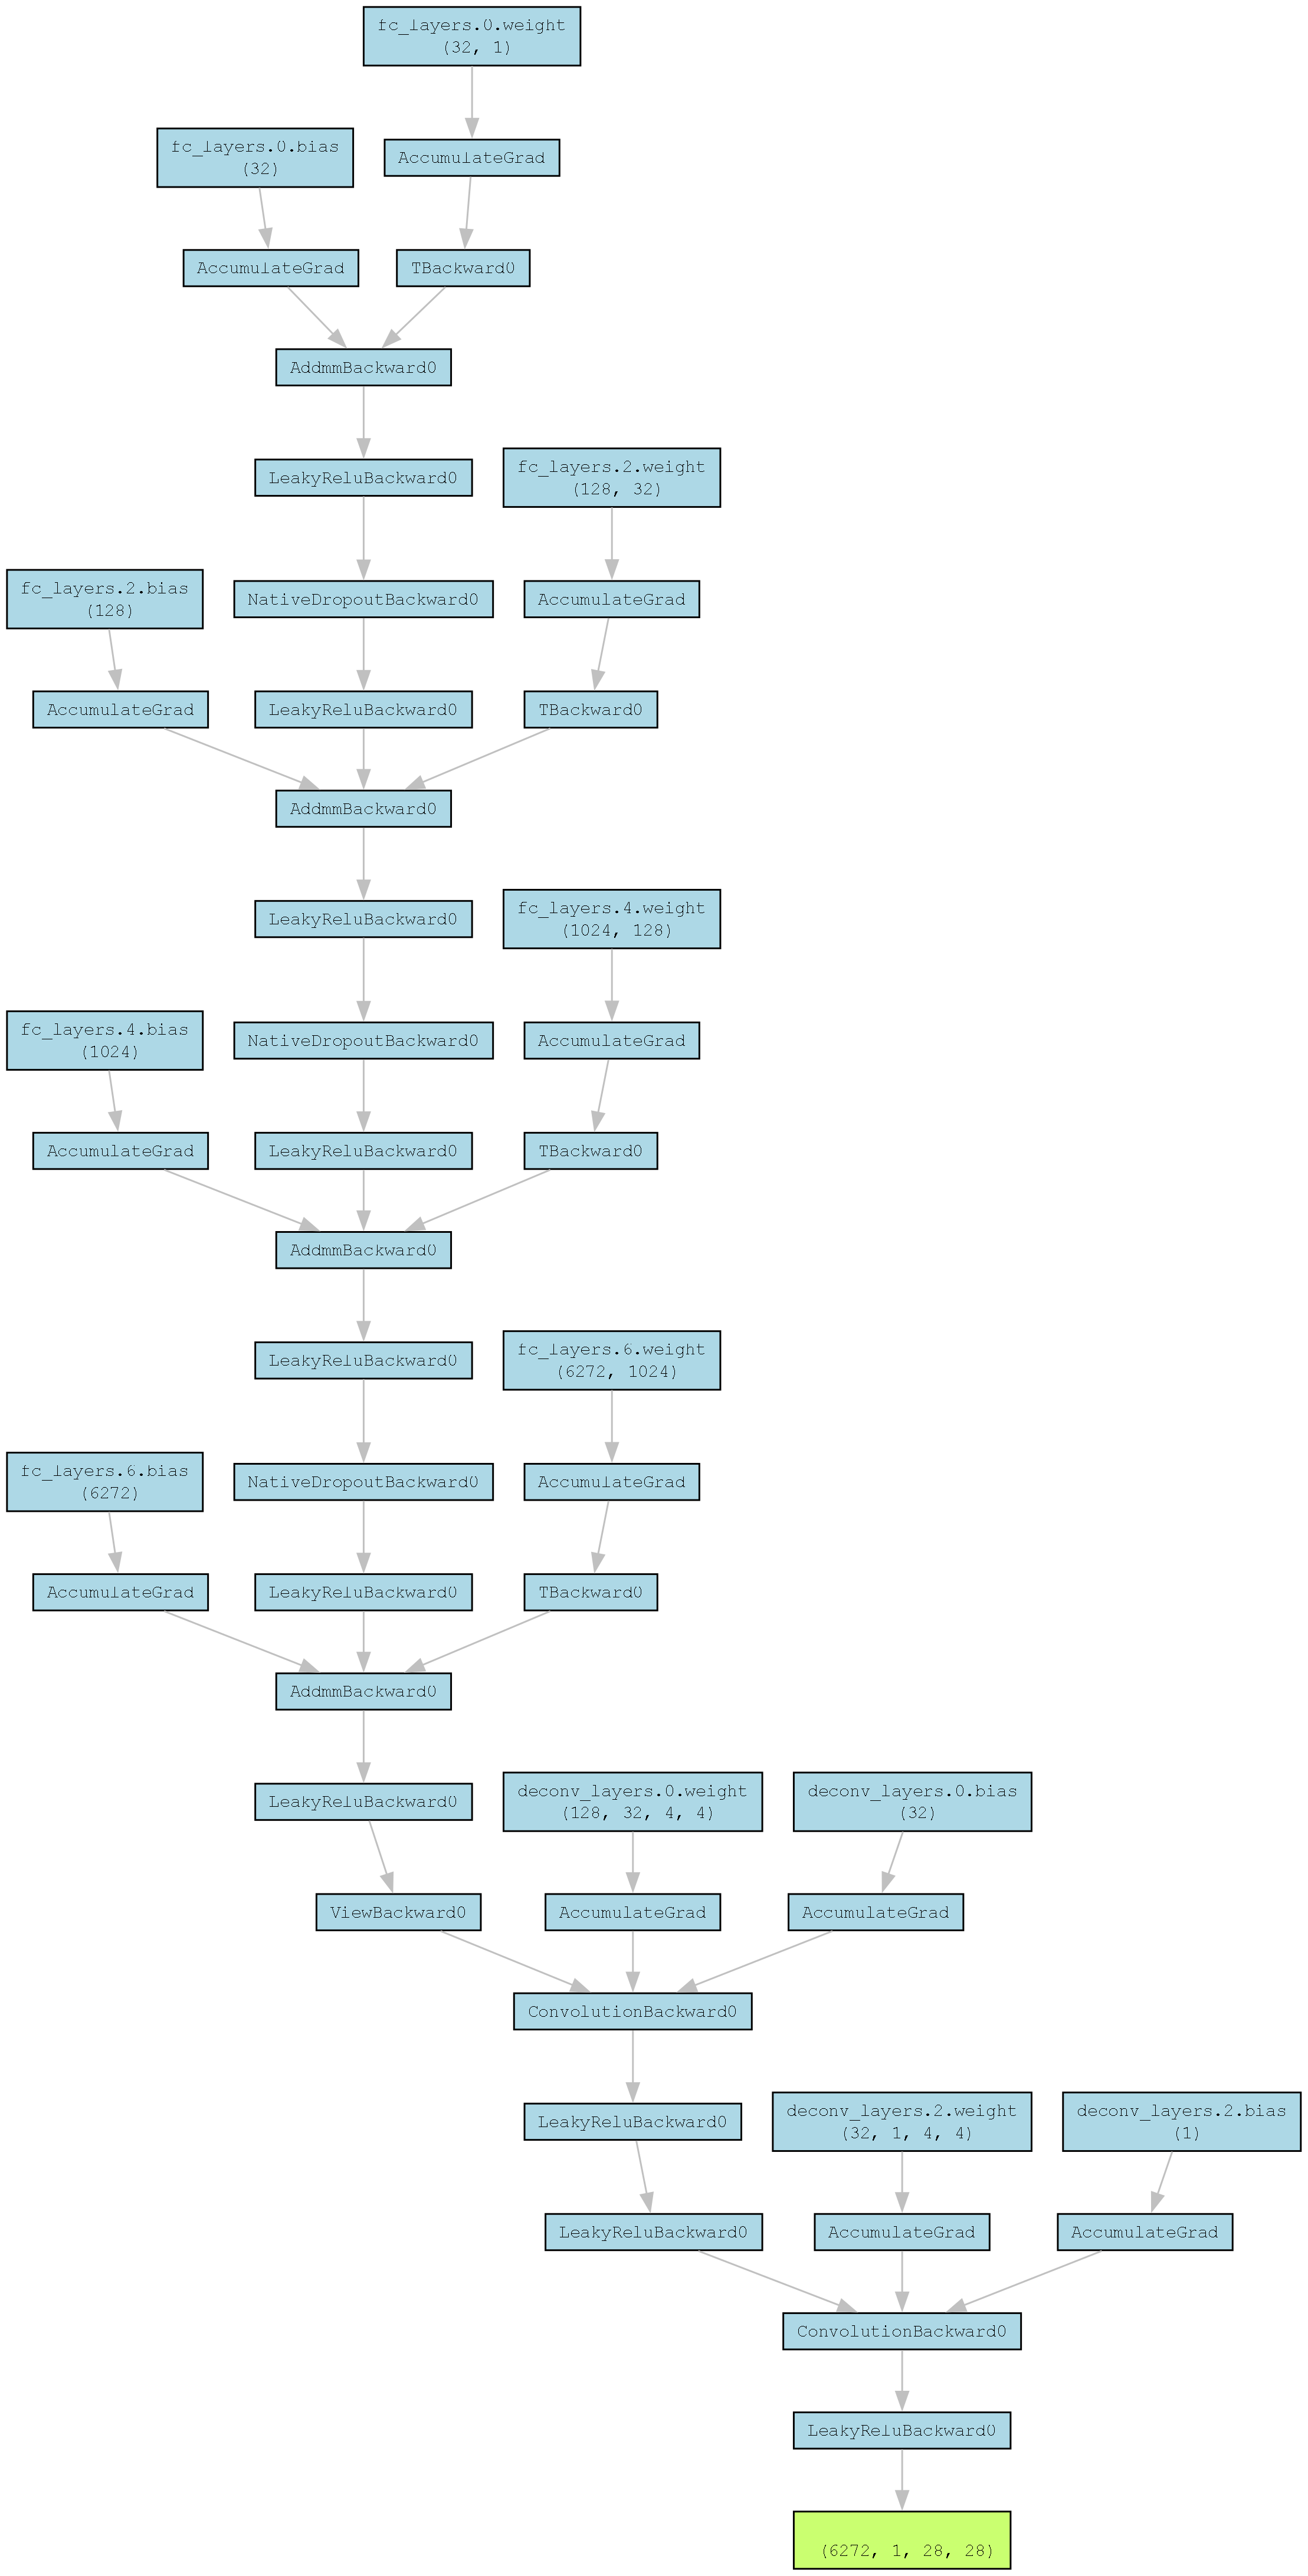 fc_layers.0.weight
(32, 1)
fc_layers.0.bias
(32)
AccumulateGrad
AccumulateGrad
TBackward0
AddmmBackward0
LeakyReluBackward0
fc_layers.2.weight
(128, 32)
fc_layers.2.bias
(128)
NativeDropoutBackward0
AccumulateGrad
AccumulateGrad
LeakyReluBackward0
TBackward0
AddmmBackward0
LeakyReluBackward0
fc_layers.4.weight
(1024, 128)
fc_layers.4.bias
(1024)
NativeDropoutBackward0
AccumulateGrad
AccumulateGrad
LeakyReluBackward0
TBackward0
AddmmBackward0
LeakyReluBackward0
fc_layers.6.weight
(6272, 1024)
fc_layers.6.bias
(6272)
NativeDropoutBackward0
AccumulateGrad
AccumulateGrad
LeakyReluBackward0
TBackward0
AddmmBackward0
LeakyReluBackward0
deconv_layers.0.weight
(128, 32, 4, 4)
deconv_layers.0.bias
(32)
ViewBackward0
AccumulateGrad
AccumulateGrad
ConvolutionBackward0
LeakyReluBackward0
deconv_layers.2.weight
(32, 1, 4, 4)
deconv_layers.2.bias
(1)
LeakyReluBackward0
AccumulateGrad
AccumulateGrad
ConvolutionBackward0
LeakyReluBackward0
(6272, 1, 28, 28)